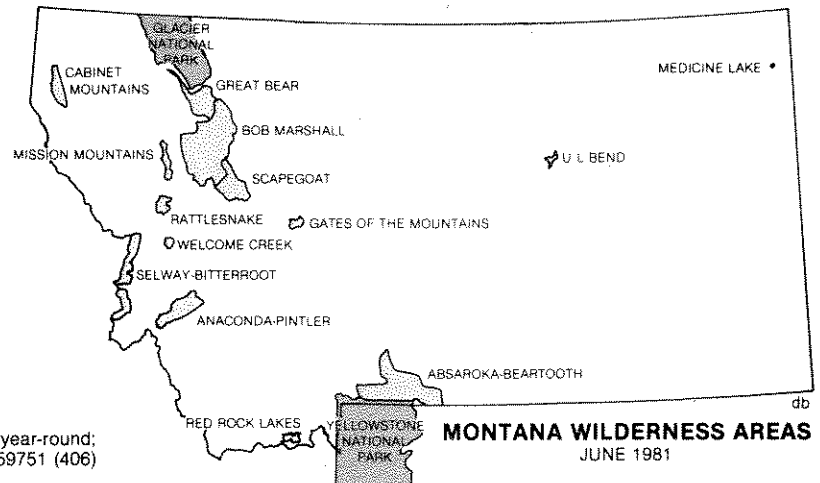 GLACIER
NATIONAL
PARK
CABINET
MOUNTAINS
GREAT BEAR
MEDICINE LAKE
BOB MARSHALL
MISSION MOUNTAINS
U L BEND
SCAPEGOAT
RATTLESNAKE
GATES OF THE MOUNTAINS
WELCOME CREEK
SELWAY-BITTERROOT
ANACONDA-PINTLER
ABSAROKA-BEARTOOTH
db
RED ROCK LAKES
YELLOWSTONE
NATIONAL
PARK
MONTANA WILDERNESS AREAS
JUNE 1981
year-round;
59751 (406)